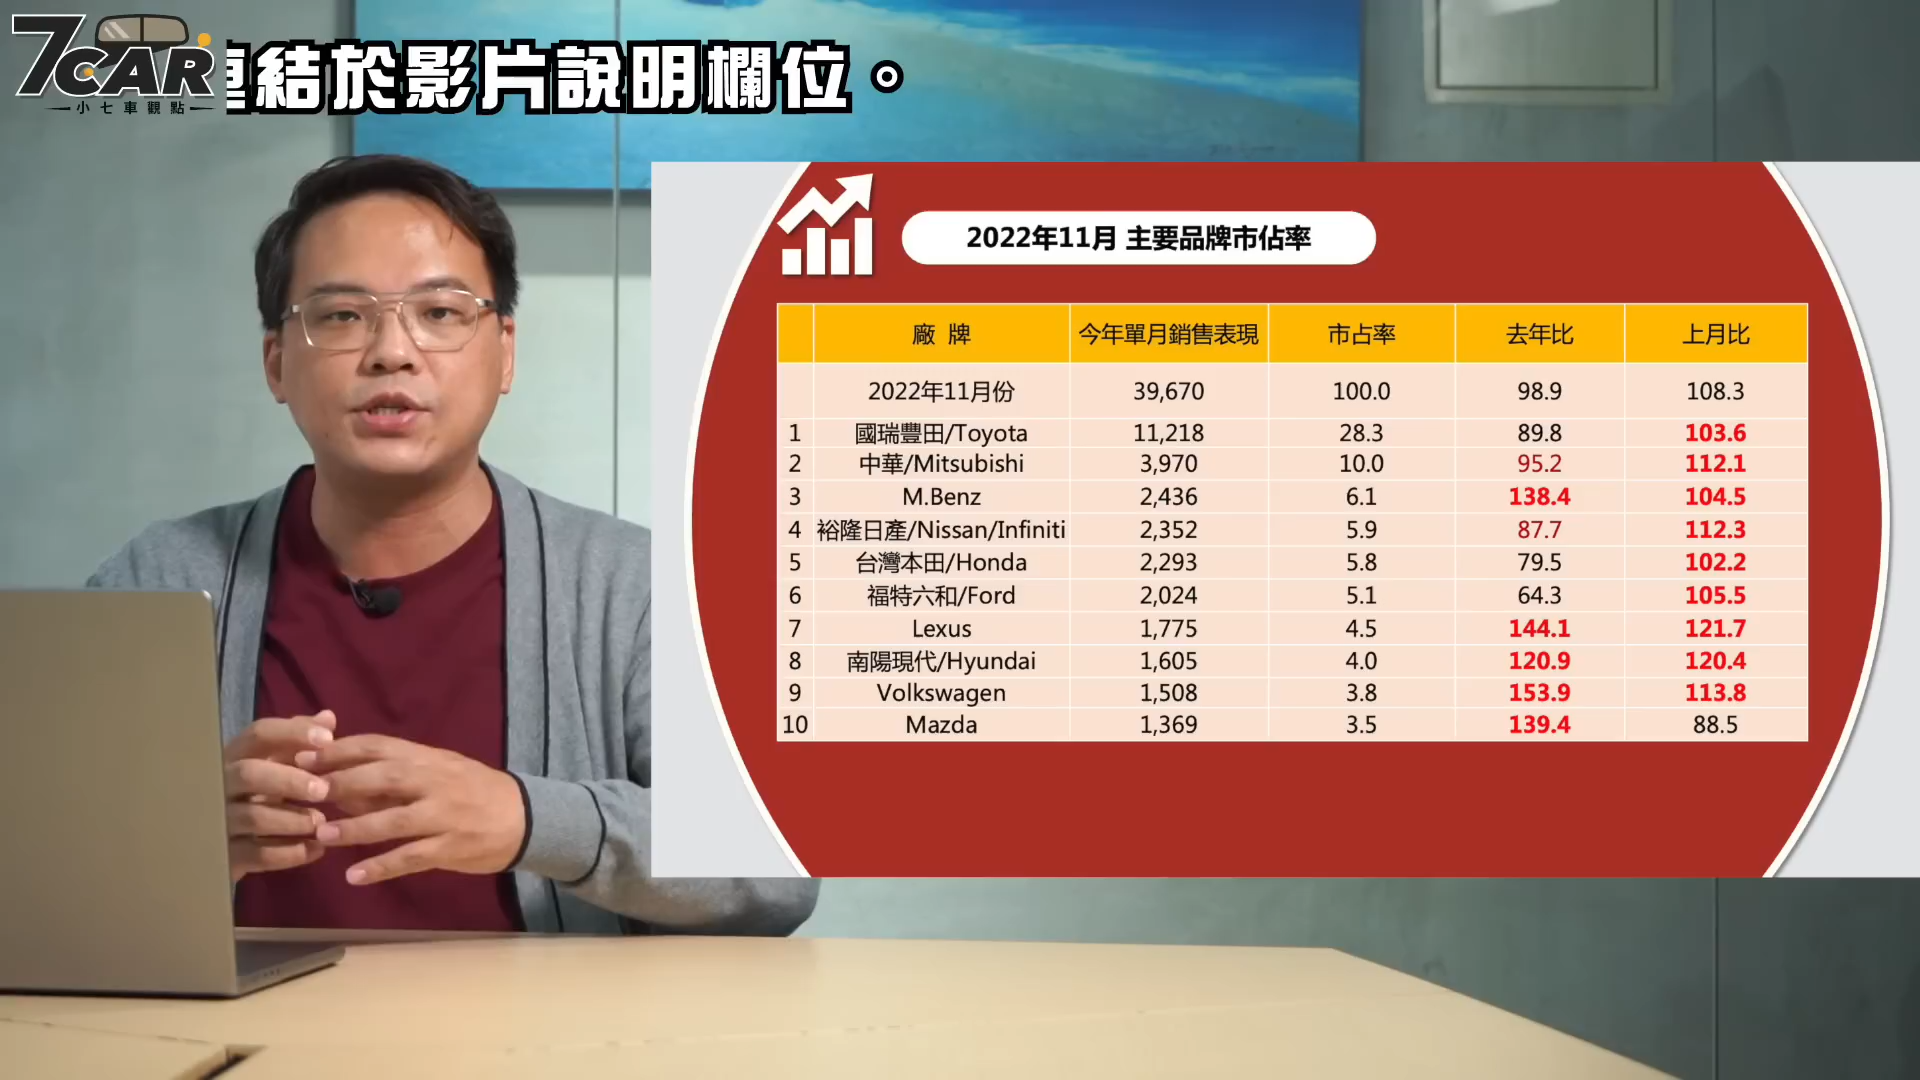 7CAR
小七車觀點
連結於影片說明欄位。
2022年11月 主要品牌市佔率
廠 牌 今年單月銷售表現 市占率 去年比 上月比
2022年11月份 39,670 100.0 98.9 108.3
1 國瑞豐田/Toyota 11,218 28.3 89.8 103.6
2 中華/Mitsubishi 3,970 10.0 95.2 112.1
3 M.Benz 2,436 6.1 138.4 104.5
4 裕隆日產/Nissan/Infiniti 2,352 5.9 87.7 112.3
5 台灣本田/Honda 2,293 5.8 79.5 102.2
6 福特六和/Ford 2,024 5.1 64.3 105.5
7 Lexus 1,775 4.5 144.1 121.7
8 南陽現代/Hyundai 1,605 4.0 120.9 120.4
9 Volkswagen 1,508 3.8 153.9 113.8
10 Mazda 1,369 3.5 139.4 88.5